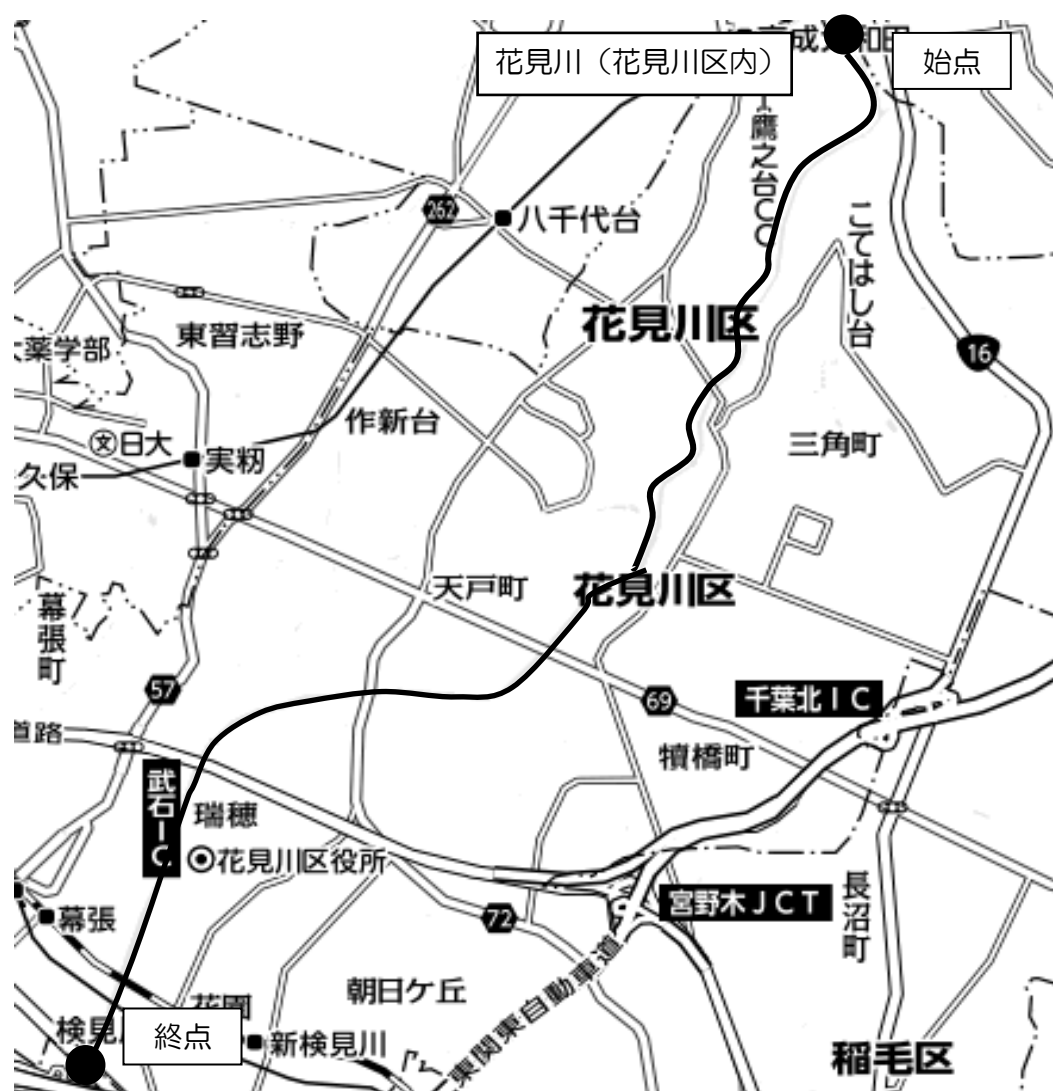 花見川（花見川区内）
始点
鷹之台CC
262
八千代台
こてはし台
花見川区
東習志野
薬学部
16
作新台
三角町
文日大
実籾
久保
天戸町
花見川区
幕張町
57
69
千葉北IC
道路
犢橋町
武石IC
瑞穂
花見川区役所
宮野木JCT
長沼町
幕張
72
朝日ケ丘
花園
東関東自動車道
検見
終点
新検見川
稲毛区